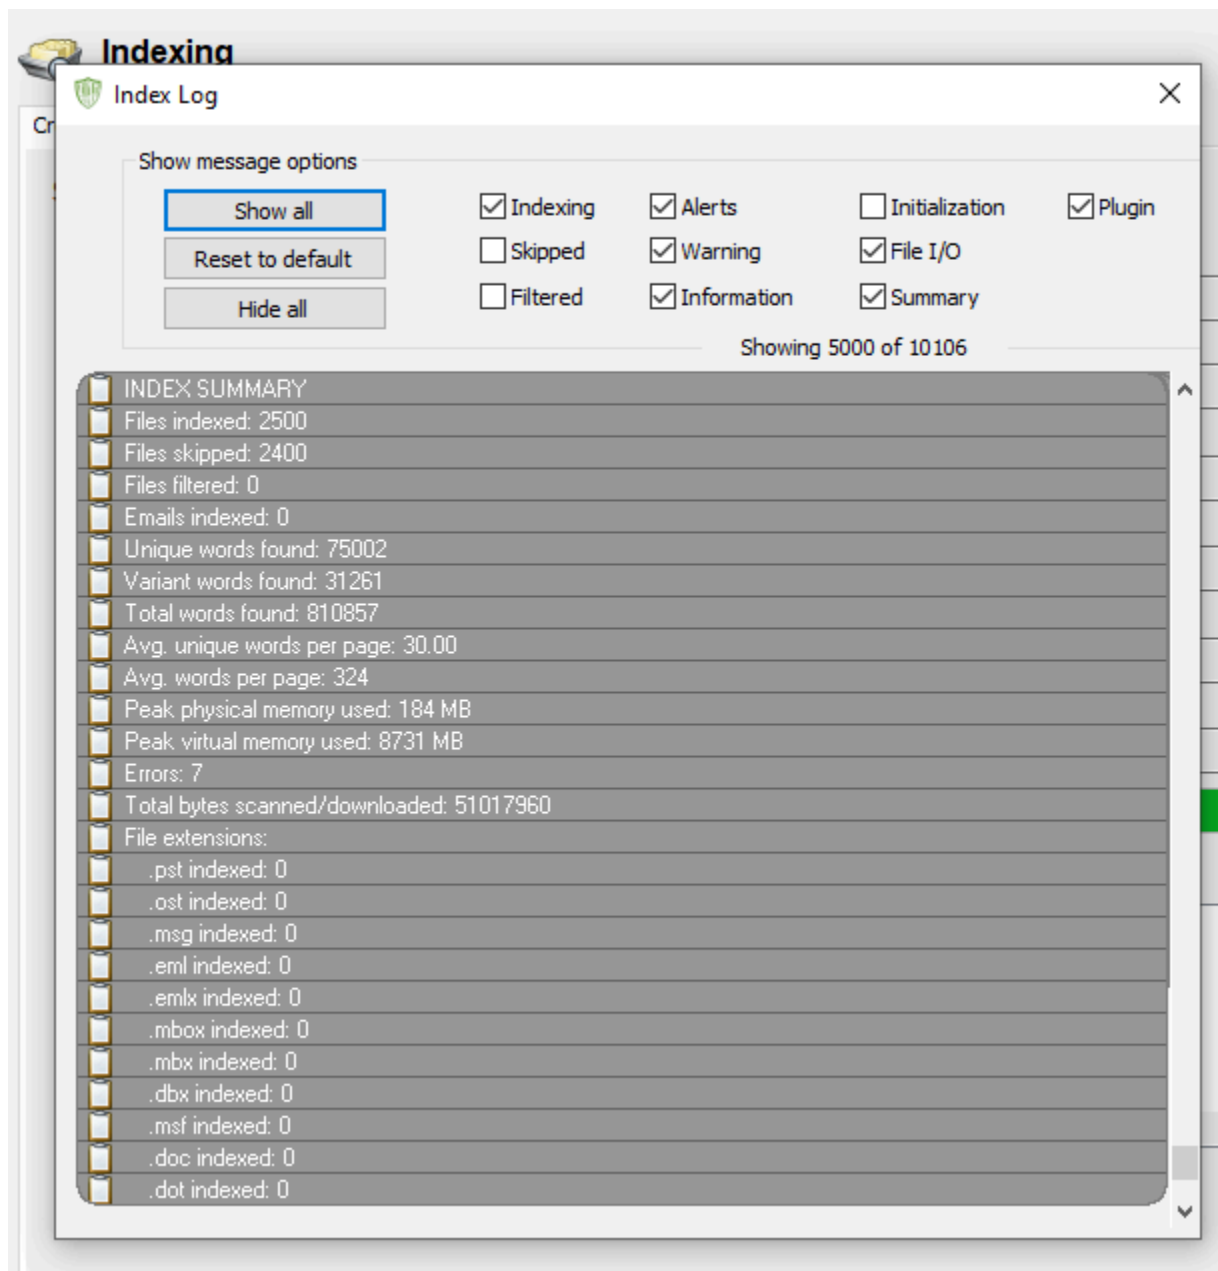 Indexing
Index Log
Cr
Show message options
Show all
Indexing Alerts Initialization Plugin
Reset to default
Skipped Warning File I/O
Hide all
Filtered Information Summary
Showing 5000 of 10106
INDEX SUMMARY
Files indexed: 2500
Files skipped: 2400
Files filtered: 0
Emails indexed: 0
Unique words found: 75002
Variant words found: 31261
Total words found: 810857
Avg. unique words per page: 30.00
Avg. words per page: 324
Peak physical memory used: 184 MB
Peak virtual memory used: 8731 MB
Errors: 7
Total bytes scanned/downloaded: 51017960
File extensions:
.pst indexed: 0
.ost indexed: 0
.msg indexed: 0
.eml indexed: 0
.emlx indexed: 0
.mbox indexed: 0
.mbx indexed: 0
.dbx indexed: 0
.msf indexed: 0
.doc indexed: 0
.dot indexed: 0